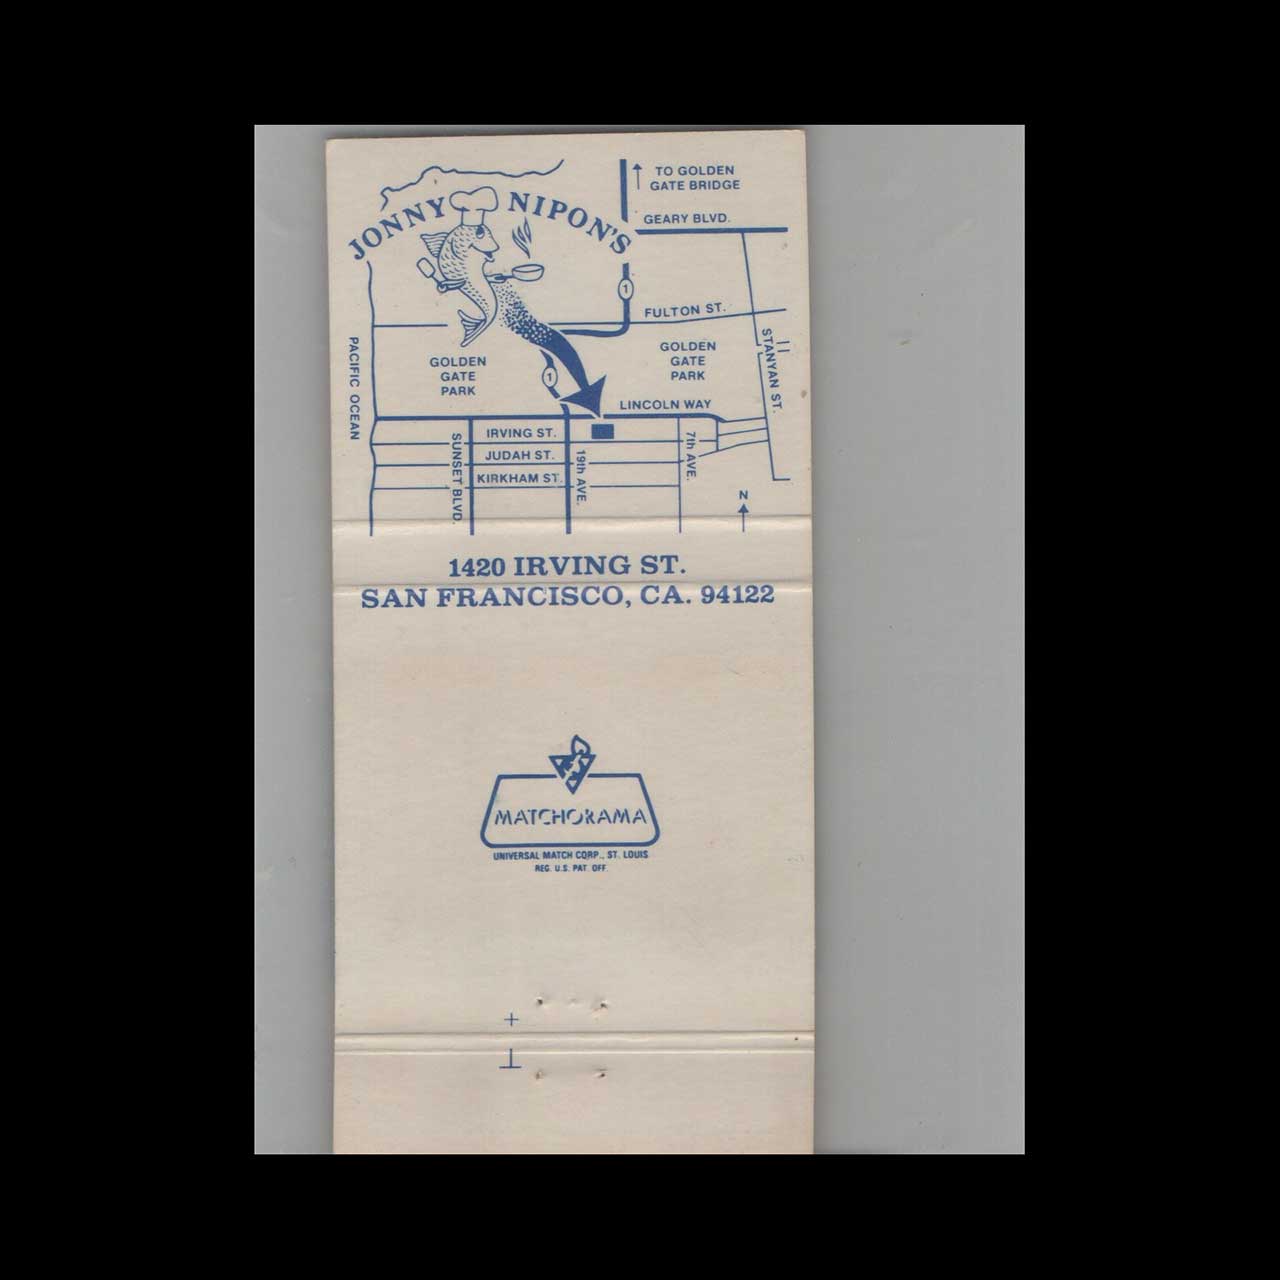 JONNY NIPON'S
TO GOLDEN
GATE BRIDGE
GEARY BLVD.
1
FULTON ST.
STANYAN ST.
PACIFIC OCEAN
GOLDEN
GATE
PARK
GOLDEN
GATE
PARK
1
LINCOLN WAY
IRVING ST.
JUDAH ST.
KIRKHAM ST.
SUNSET BLVD.
19th AVE.
7th AVE.
N
1420 IRVING ST.
SAN FRANCISCO, CA. 94122
MATCHORAMA
UNIVERSAL MATCH CORP., ST. LOUIS
REG. U.S. PAT. OFF.